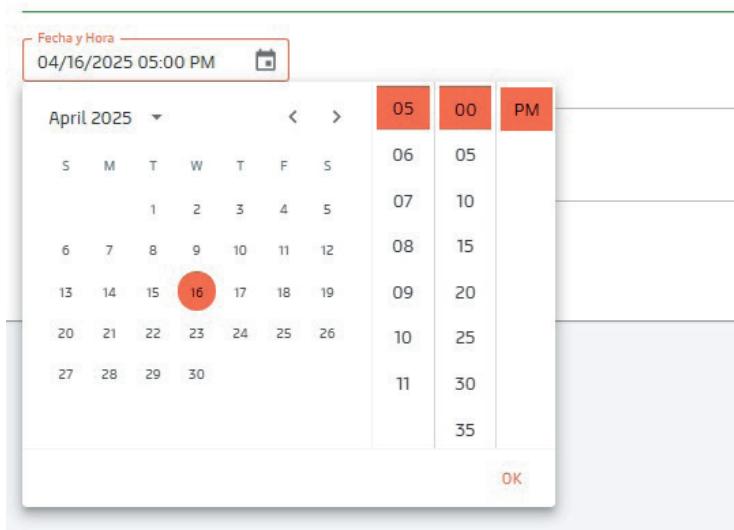 Fecha y Hora
04/16/2025 05:00 PM
April 2025
S M T W T F S
1 2 3 4 5
6 7 8 9 10 11 12
13 14 15 16 17 18 19
20 21 22 23 24 25 26
27 28 29 30
05 00 PM
06 05
07 10
08 15
09 20
10 25
11 30
35
OK